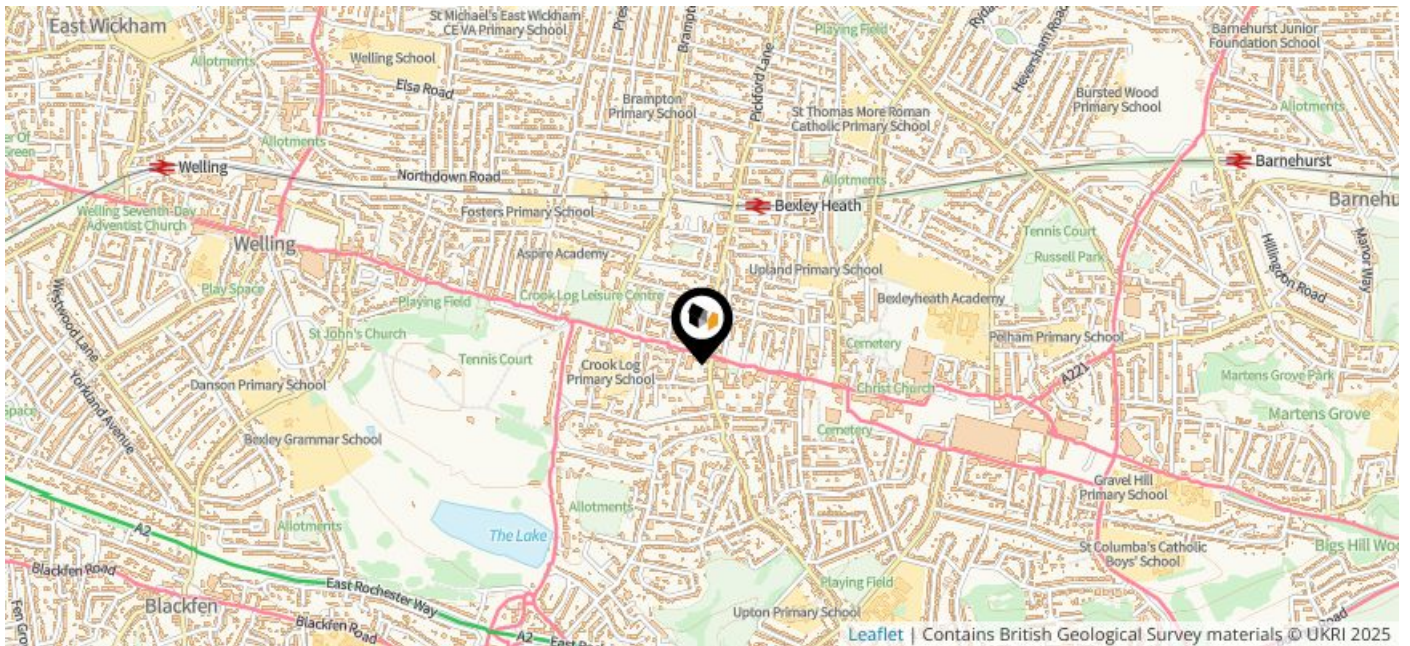 East Wickham
St Michael's East Wickham
CE VA Primary School
Allotments
Welling School
Elsa Road
Pickford Lane
Playing Field
Heversham Road
Barnehurst Junior
Foundation School
Brampton
Primary School
St Thomas More Roman
Catholic Primary School
Bursted Wood
Primary School
Allotments
Allotments
Green
Welling
Northdown Road
Allotments
Bexley Heath
Barnehurst
Welling Seventh-Day
Adventist Church
Fosters Primary School
Welling
Aspire Academy
Tennis Court
Russell Park
Manor Way
Hillingdon Road
Play Space
Westwood Lane
Playing Field
Crook Log Leisure Centre
Upland Primary School
Bexleyheath Academy
St John's Church
Tennis Court
Crook Log
Primary School
Cemetery
Pelham Primary School
A221
Danson Primary School
Christ Church
Martens Grove Park
Yorkland Avenue
Space
Martens Grove
Bexley Grammar School
Cemetery
Gravel Hill
Primary School
Allotments
Allotments
The Lake
A2
St Columba's Catholic
Boys' School
Blackfen Road
East Rochester Way
Playing Field
Blackfen
Upton Primary School
Blackfen Road
A2
Road
Leaflet | Contains British Geological Survey materials © UKRI 2025